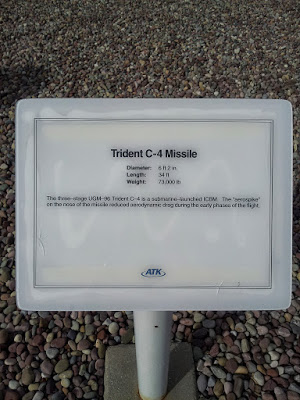 Trident C-4 Missile
Diameter: 6 ft 2 in.
Length: 34 ft
Weight: 73,000 lb
The three-stage UGM-96 Trident C-4 is a submarine-launched ICBM. The "aerospike"
on the nose of the missile reduced aerodynamic drag during the early phases of the flight.
ATK